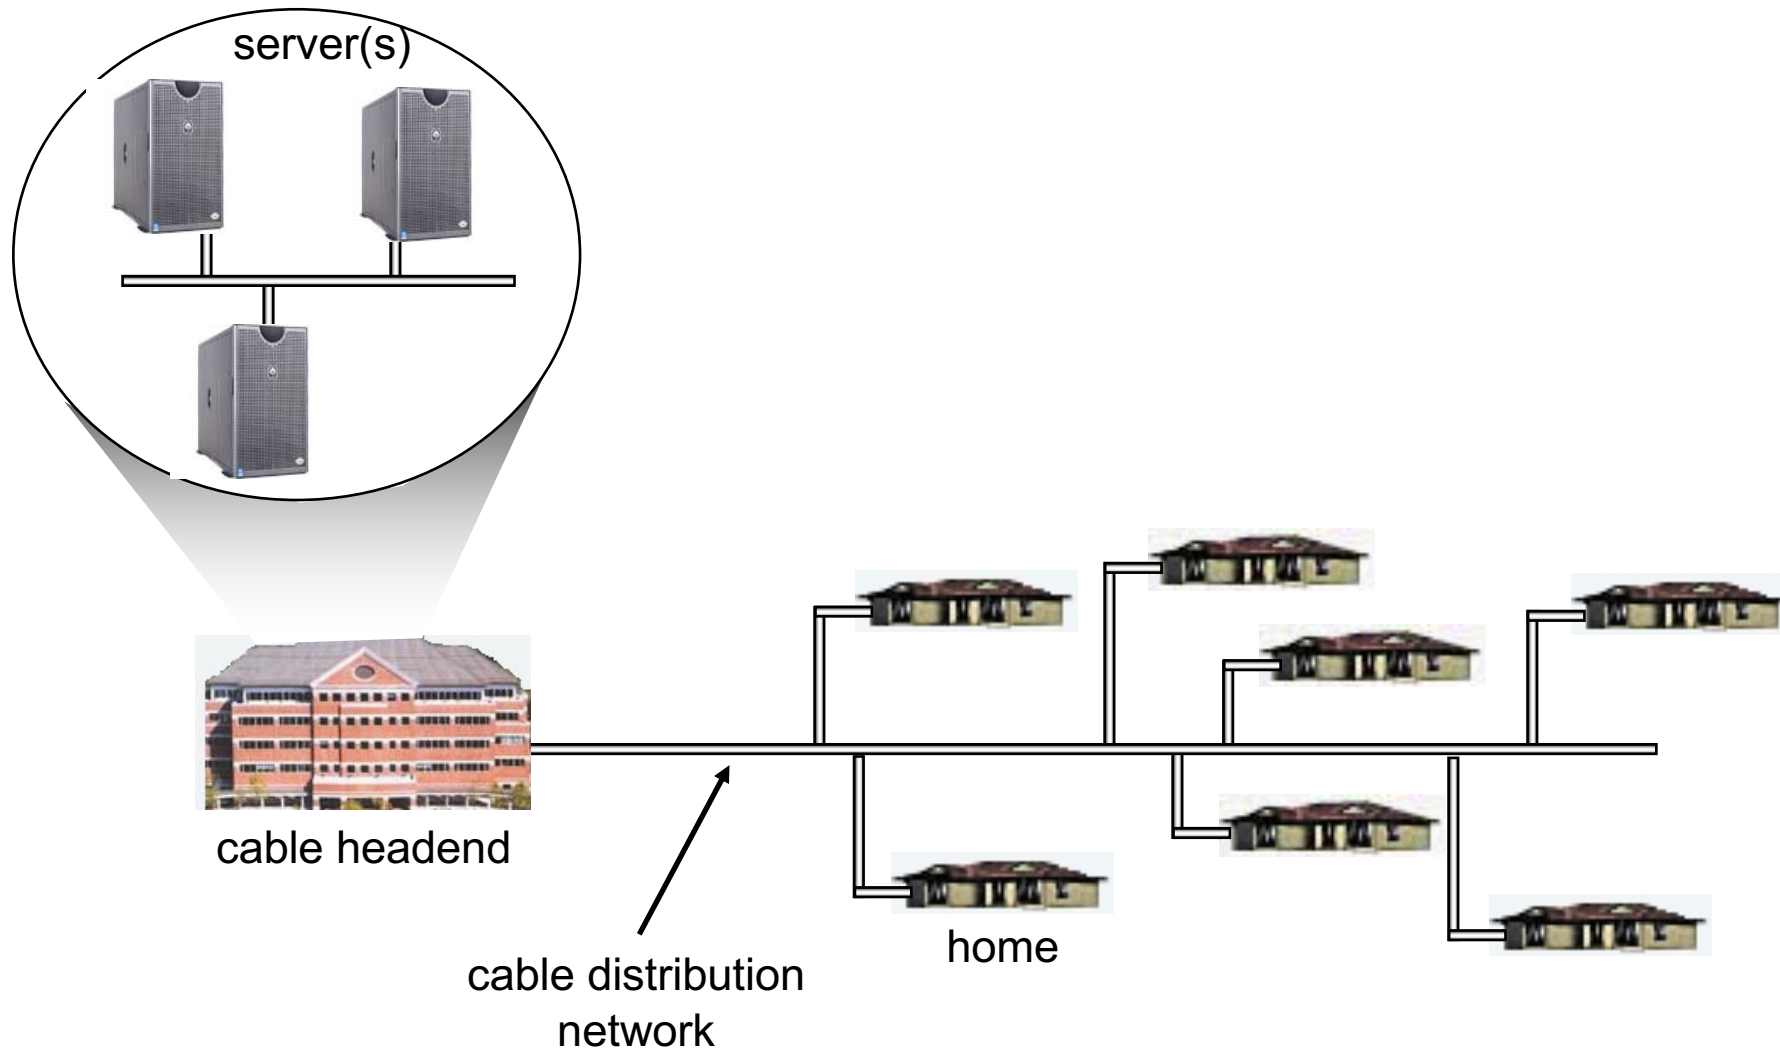 server(s)
cable headend
home
cable distribution
network